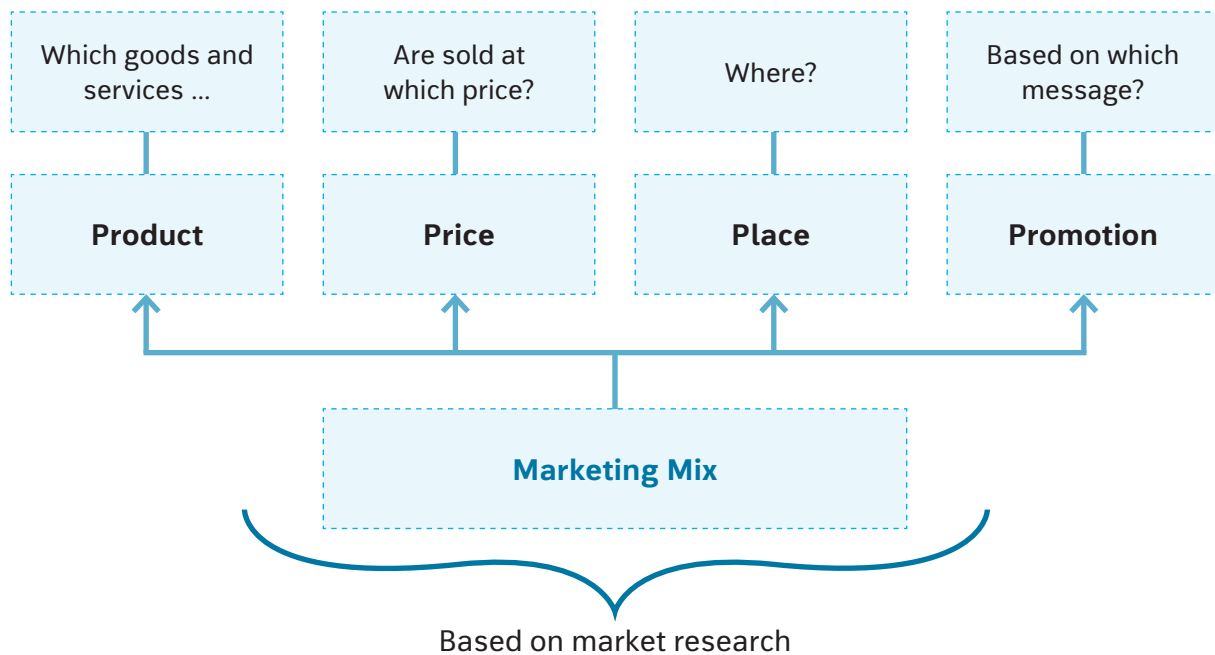 Which goods and
services ...
Are sold at
which price?
Where?
Based on which
message?
Product
Price
Place
Promotion
Marketing Mix
Based on market research